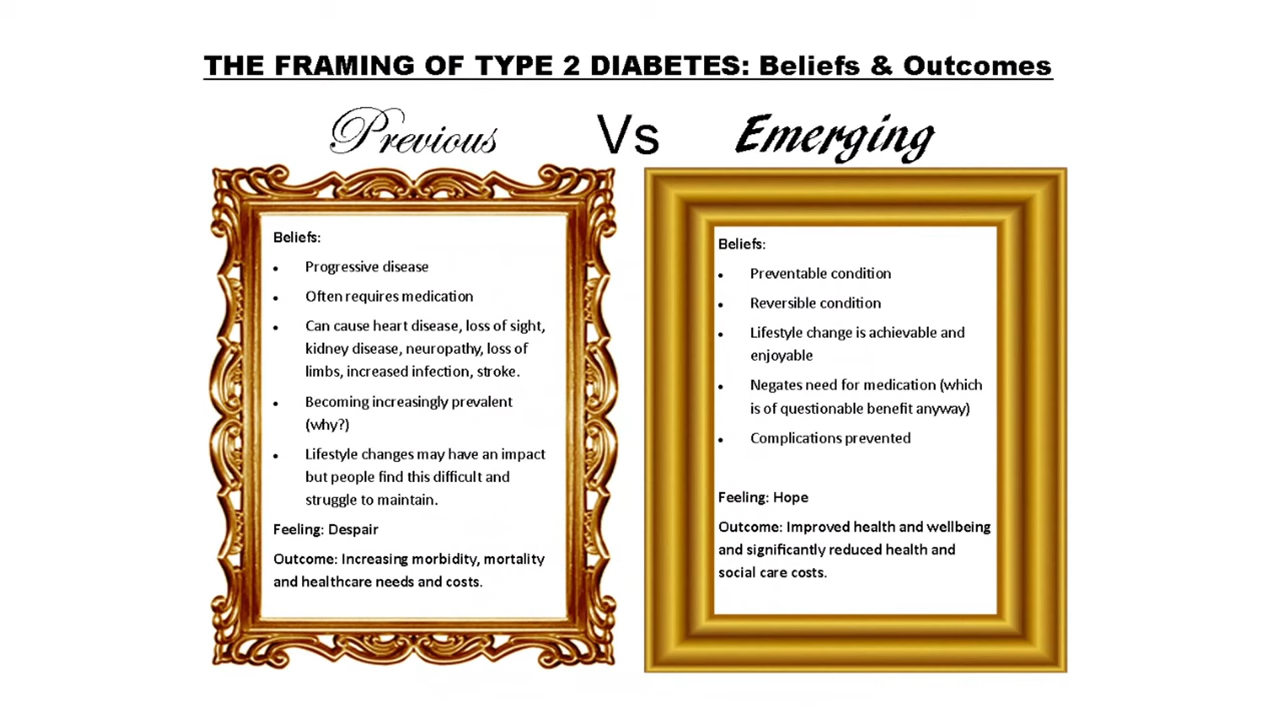 THE FRAMING OF TYPE 2 DIABETES: Beliefs & Outcomes
Previous Vs Emerging
Beliefs:
• Progressive disease
• Often requires medication
• Can cause heart disease, loss of sight,
kidney disease, neuropathy, loss of
limbs, increased infection, stroke.
• Becoming increasingly prevalent
(why?)
• Lifestyle changes may have an impact
but people find this difficult and
struggle to maintain.
Feeling: Despair
Outcome: Increasing morbidity, mortality
and healthcare needs and costs.
Beliefs:
• Preventable condition
• Reversible condition
• Lifestyle change is achievable and
enjoyable
• Negates need for medication (which
is of questionable benefit anyway)
• Complications prevented
Feeling: Hope
Outcome: Improved health and wellbeing
and significantly reduced health and
social care costs.